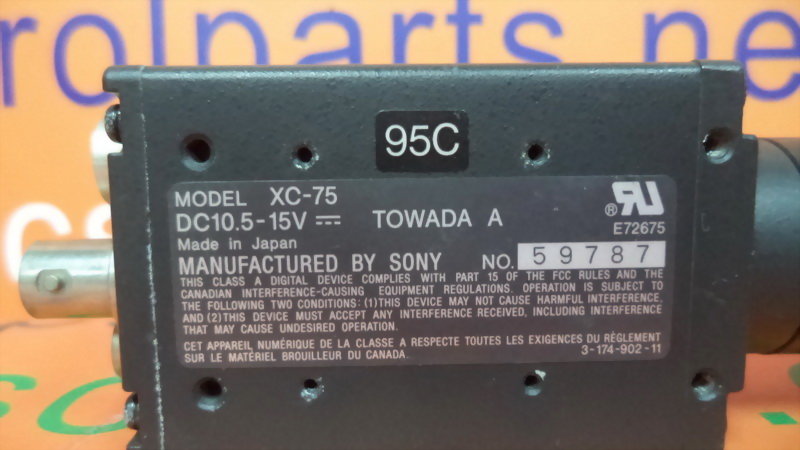 rolparts.ne
95C
MODEL XC-75
DC10.5-15V ⎓ TOWADA A
Made in Japan
MANUFACTURED BY SONY NO. 59787
® RU
E72675
THIS CLASS A DIGITAL DEVICE COMPLIES WITH PART 15 OF THE FCC RULES AND THE
CANADIAN INTERFERENCE-CAUSING EQUIPMENT REGULATIONS. OPERATION IS SUBJECT TO
THE FOLLOWING TWO CONDITIONS: (1)THIS DEVICE MAY NOT CAUSE HARMFUL INTERFERENCE,
AND (2)THIS DEVICE MUST ACCEPT ANY INTERFERENCE RECEIVED, INCLUDING INTERFERENCE
THAT MAY CAUSE UNDESIRED OPERATION.
CET APPAREIL NUMÉRIQUE DE LA CLASSE A RESPECTE TOUTES LES EXIGENCES DU RÈGLEMENT
SUR LE MATÉRIEL BROUILLEUR DU CANADA.
3-174-902-11